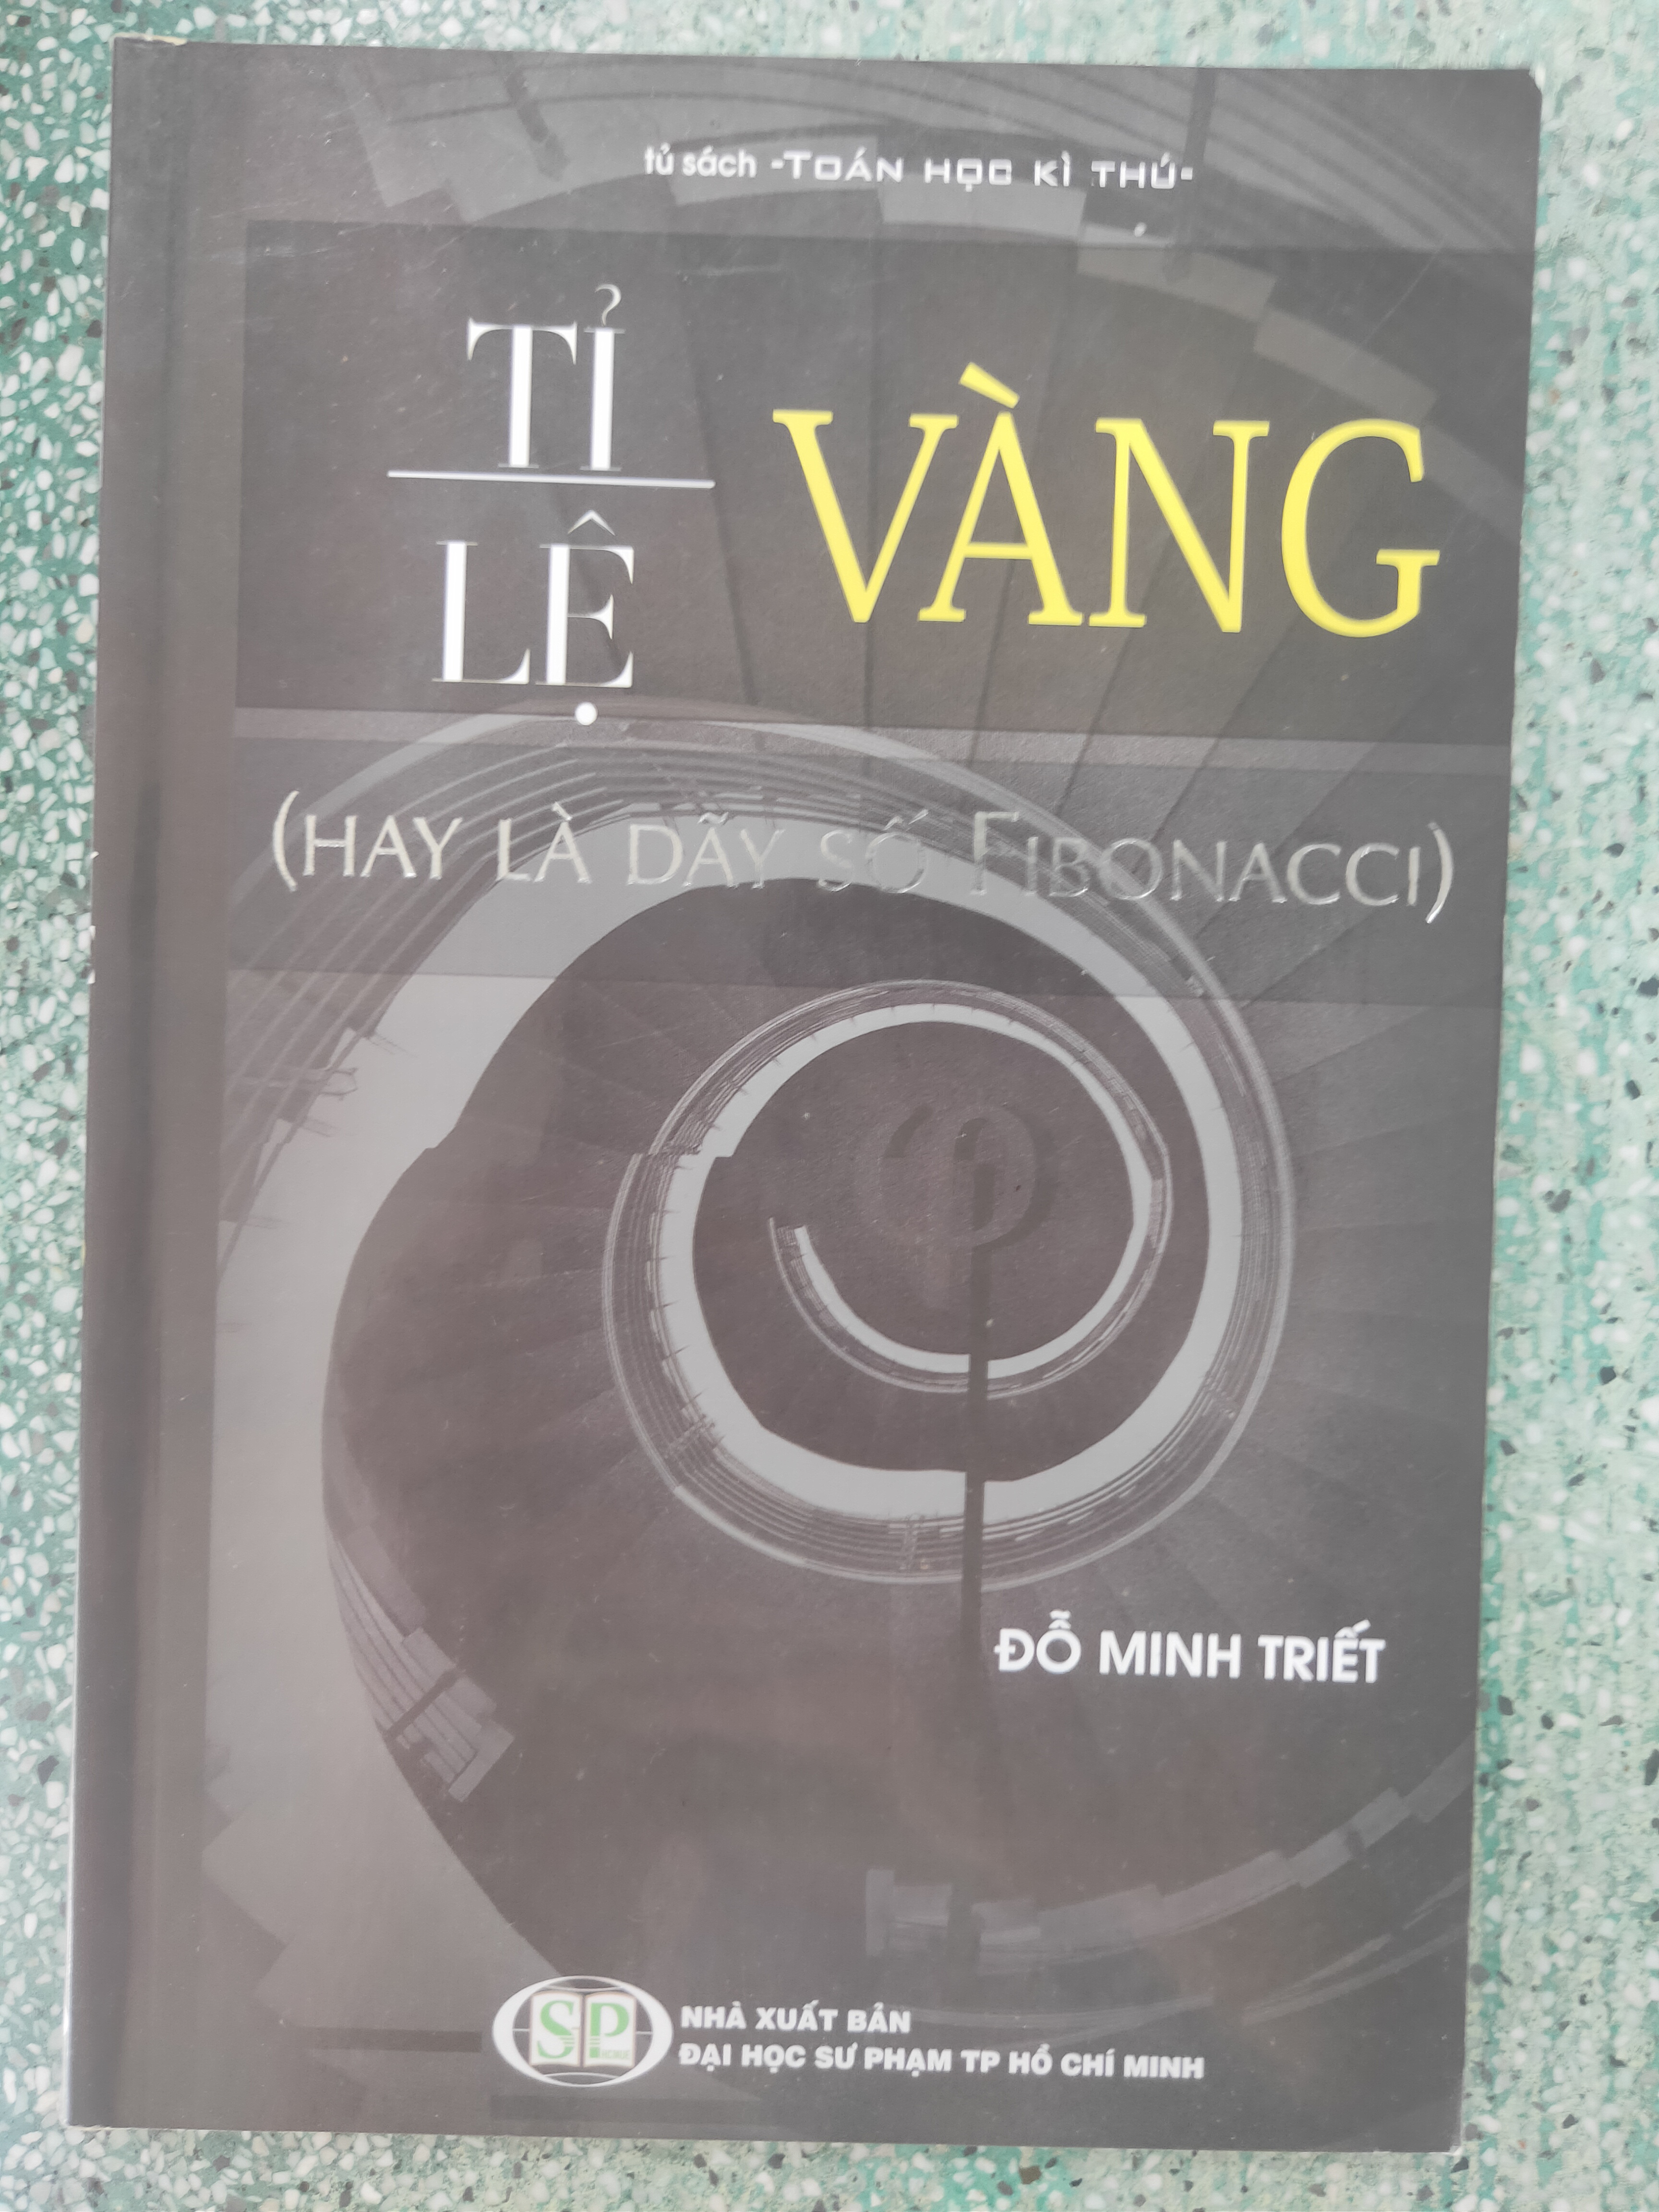 tủ sách -TOÁN HỌC KÌ THÚ-
TỈ
LỆ
VÀNG
(HAY LÀ DÃY SỐ FIBONACCI)
φ
ĐỖ MINH TRIẾT
SP
NHÀ XUẤT BẢN
ĐẠI HỌC SƯ PHẠM TP HỒ CHÍ MINH